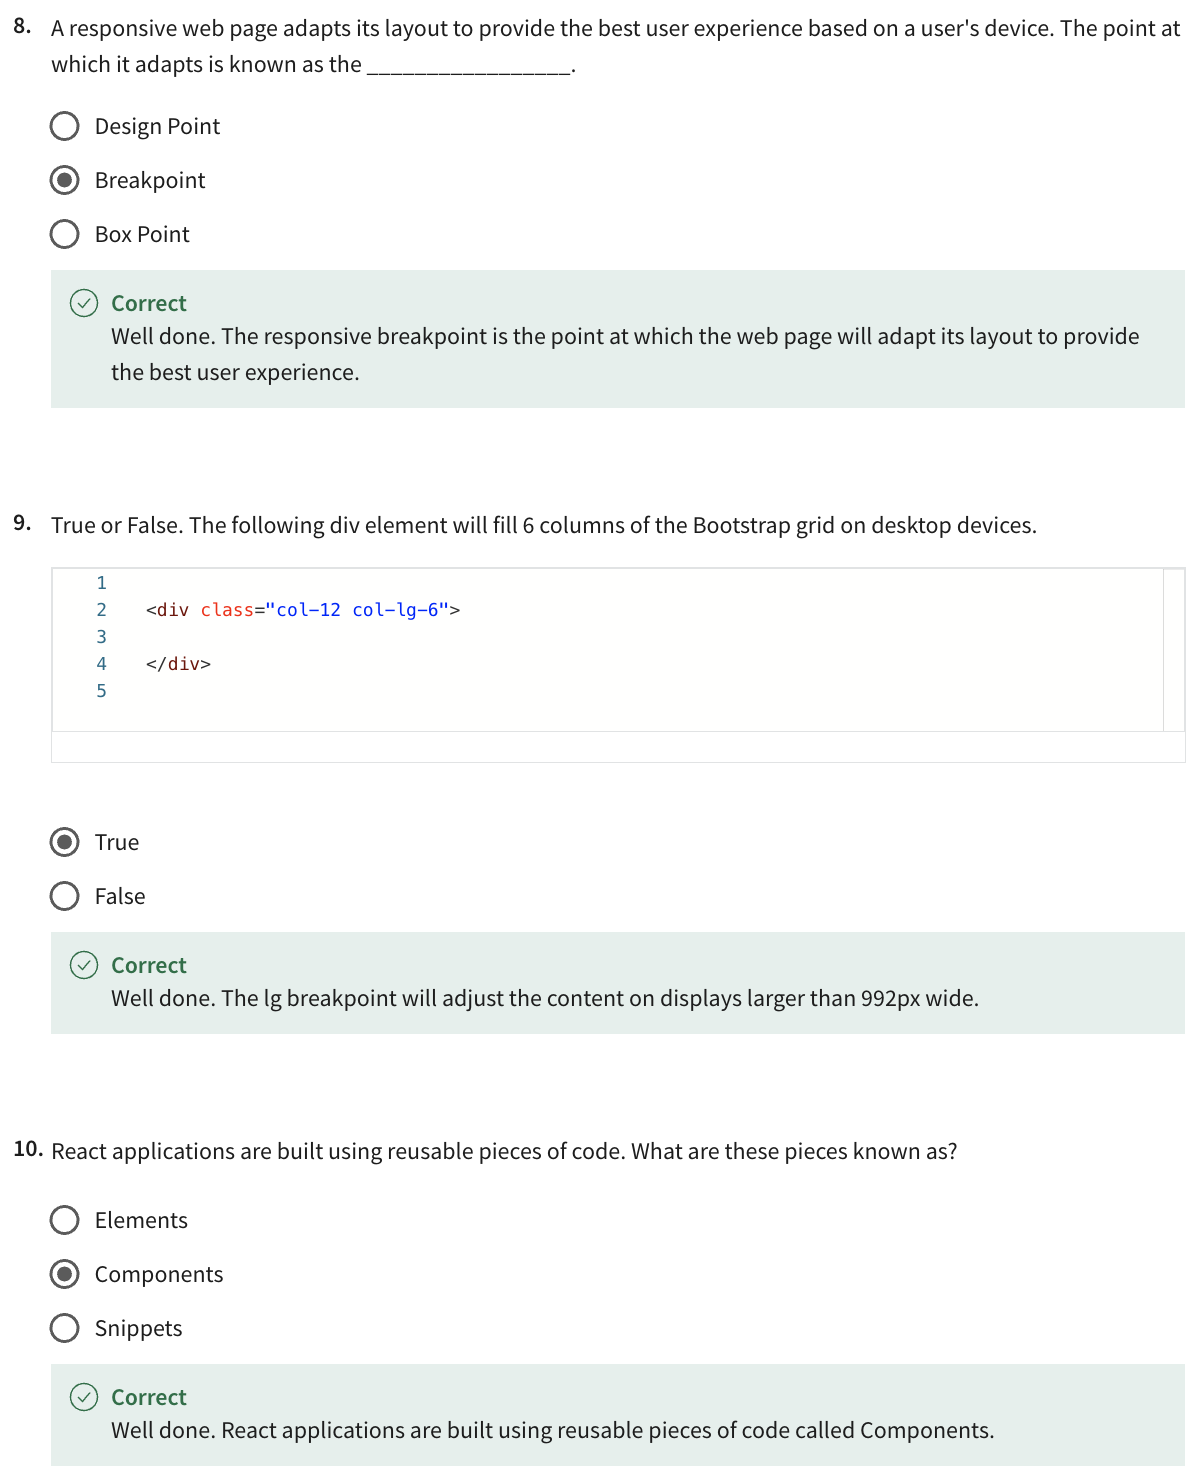 8. A responsive web page adapts its layout to provide the best user experience based on a user's device. The point at
which it adapts is known as the _________________.
Design Point
Breakpoint
Box Point
Correct
Well done. The responsive breakpoint is the point at which the web page will adapt its layout to provide
the best user experience.
9. True or False. The following div element will fill 6 columns of the Bootstrap grid on desktop devices.
1
2 <div class="col-12 col-lg-6">
3
4 </div>
5
True
False
Correct
Well done. The lg breakpoint will adjust the content on displays larger than 992px wide.
10. React applications are built using reusable pieces of code. What are these pieces known as?
Elements
Components
Snippets
Correct
Well done. React applications are built using reusable pieces of code called Components.